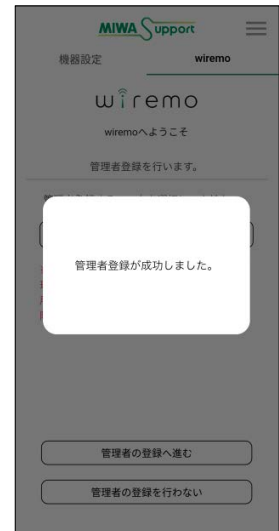 MIWA Support
機器設定 wiremo
wiremo
wiremoへようこそ
管理者登録を行います。
管理者登録が成功しました。
管理者の登録へ進む
管理者の登録を行わない